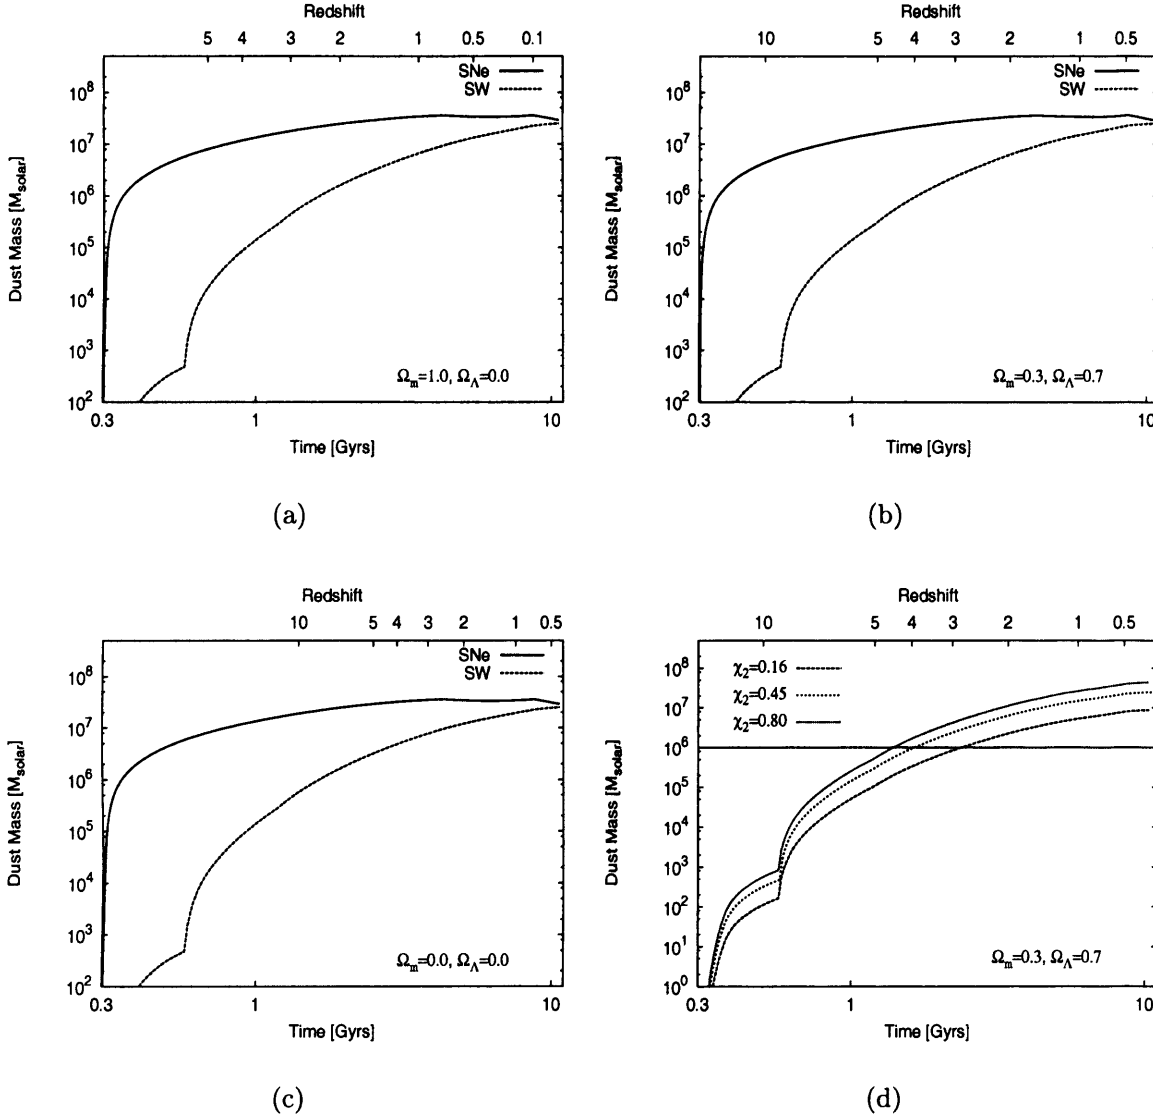 Redshift
5 4 3 2 1 0.5 0.1
SNe
SW
10^8
10^7
10^6
10^5
10^4
10^3
10^2
Dust Mass [M_solar]
Ω_m=1.0, Ω_Λ=0.0
0.3 1 10
Time [Gyrs]
(a)
Redshift
10 5 4 3 2 1 0.5
SNe
SW
10^8
10^7
10^6
10^5
10^4
10^3
10^2
Dust Mass [M_solar]
Ω_m=0.3, Ω_Λ=0.7
0.3 1 10
Time [Gyrs]
(b)
Redshift
10 5 4 3 2 1 0.5
SNe
SW
10^8
10^7
10^6
10^5
10^4
10^3
10^2
Dust Mass [M_solar]
Ω_m=0.0, Ω_Λ=0.0
0.3 1 10
Time [Gyrs]
(c)
Redshift
10 5 4 3 2 1 0.5
χ_2=0.16
χ_2=0.45
χ_2=0.80
10^8
10^7
10^6
10^5
10^4
10^3
10^2
10^1
10^0
Dust Mass [M_solar]
Ω_m=0.3, Ω_Λ=0.7
0.3 1 10
Time [Gyrs]
(d)